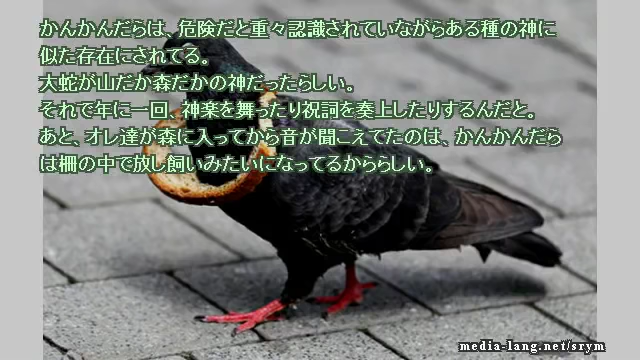 かんかんだらは、危険だと重々認識されていながらある種の神に
似た存在にされてる。
大蛇が山だか森だかの神だったらしい。
それで年に一回、神楽を舞ったり祝詞を奏上したりするんだと。
あと、オレ達が森に入ってから音が聞こえてたのは、かんかんだら
は柵の中で放し飼いみたいになってるかららしい。
media-lang.net/srym